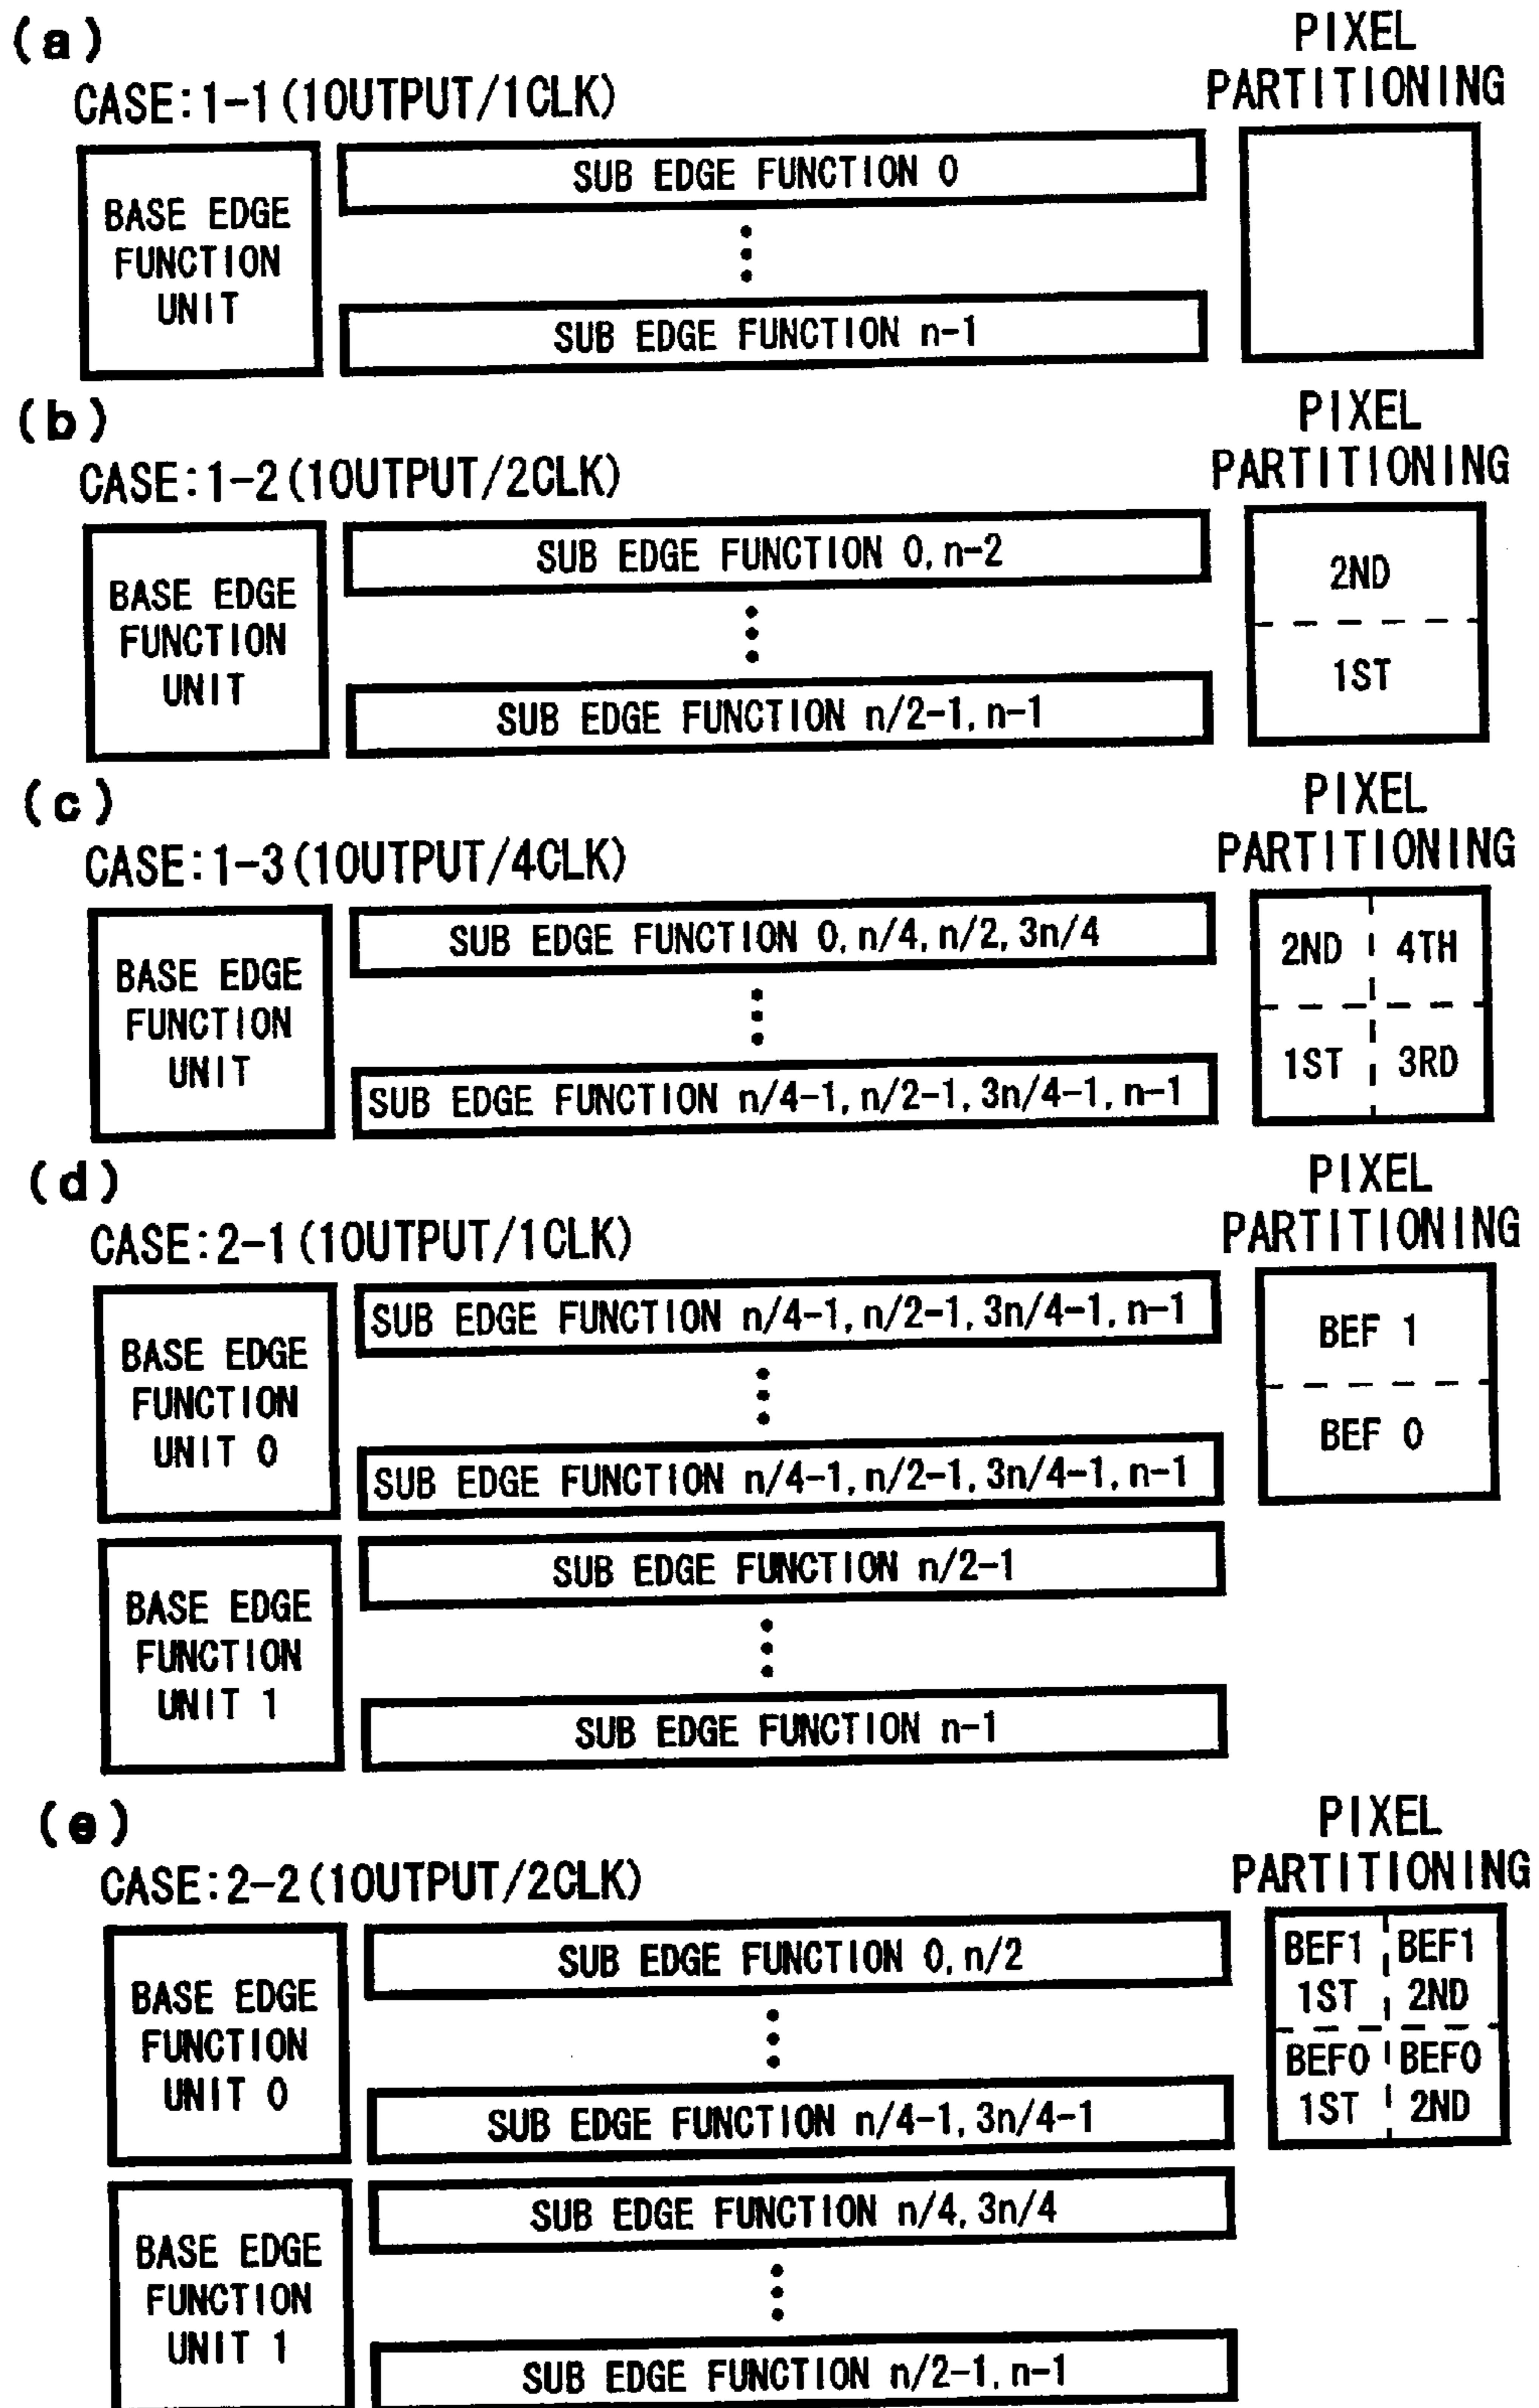 (a)
PIXEL
PARTITIONING
CASE:1-1(1OUTPUT/1CLK)
BASE EDGE
FUNCTION
UNIT
SUB EDGE FUNCTION 0
SUB EDGE FUNCTION n-1
(b)
PIXEL
PARTITIONING
CASE:1-2(1OUTPUT/2CLK)
BASE EDGE
FUNCTION
UNIT
SUB EDGE FUNCTION 0,n-2
SUB EDGE FUNCTION n/2-1,n-1
2ND
1ST
(c)
PIXEL
PARTITIONING
CASE:1-3(1OUTPUT/4CLK)
BASE EDGE
FUNCTION
UNIT
SUB EDGE FUNCTION 0,n/4,n/2,3n/4
SUB EDGE FUNCTION n/4-1,n/2-1,3n/4-1,n-1
2ND 4TH
1ST 3RD
(d)
PIXEL
PARTITIONING
CASE:2-1(1OUTPUT/1CLK)
BASE EDGE
FUNCTION
UNIT 0
SUB EDGE FUNCTION n/4-1,n/2-1,3n/4-1,n-1
SUB EDGE FUNCTION n/4-1,n/2-1,3n/4-1,n-1
BEF 1
BEF 0
BASE EDGE
FUNCTION
UNIT 1
SUB EDGE FUNCTION n/2-1
SUB EDGE FUNCTION n-1
(e)
PIXEL
PARTITIONING
CASE:2-2(1OUTPUT/2CLK)
BASE EDGE
FUNCTION
UNIT 0
SUB EDGE FUNCTION 0,n/2
SUB EDGE FUNCTION n/4-1,3n/4-1
BEF1 BEF1
1ST 2ND
BEF0 BEF0
1ST 2ND
BASE EDGE
FUNCTION
UNIT 1
SUB EDGE FUNCTION n/4,3n/4
SUB EDGE FUNCTION n/2-1,n-1